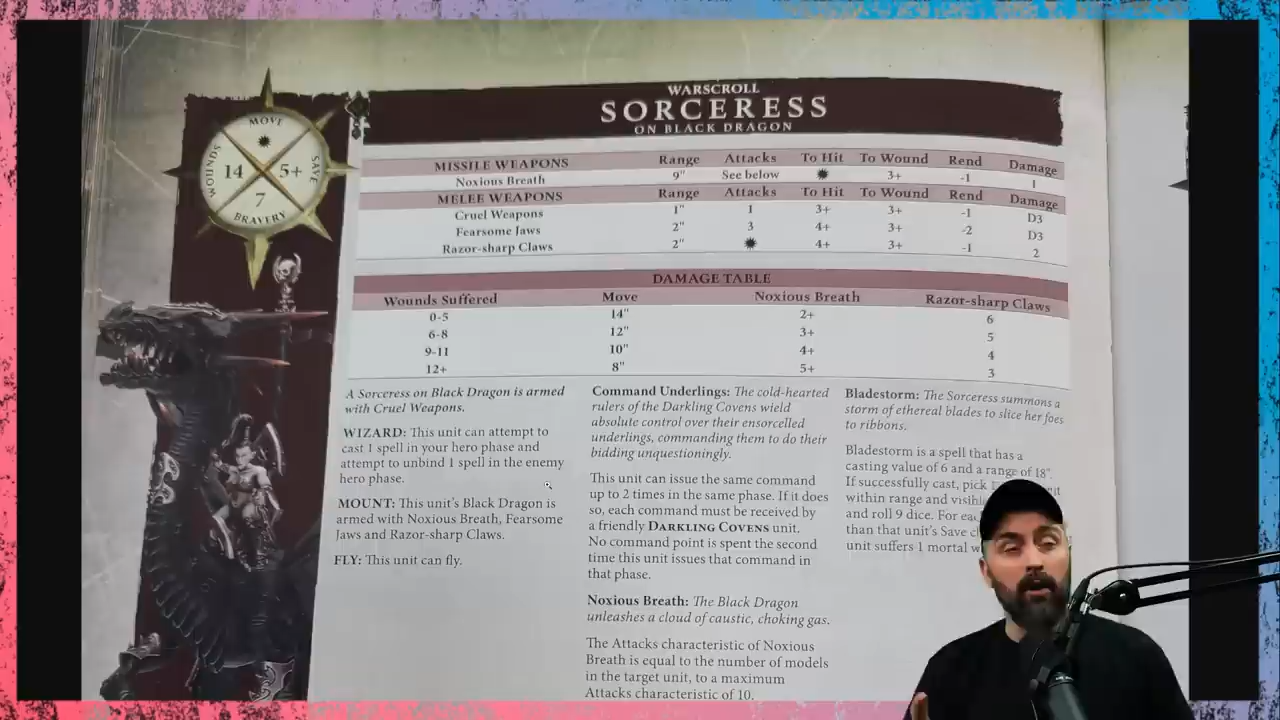 WARSCROLL
SORCERESS
ON BLACK DRAGON
MOVE
WOUNDS 14 5+ SAVE
7
BRAVERY
MISSILE WEAPONS Range Attacks To Hit To Wound Rend Damage
Noxious Breath 9" See below 3+ -1 1
MELEE WEAPONS Range Attacks To Hit To Wound Rend Damage
Cruel Weapons 1" 1 3+ 3+ -1 D3
Fearsome Jaws 2" 3 4+ 3+ -2 D3
Razor-sharp Claws 2" 4+ 3+ -1 2
DAMAGE TABLE
Wounds Suffered Move Noxious Breath Razor-sharp Claws
0-5 14" 2+ 6
6-8 12" 3+ 5
9-11 10" 4+ 4
12+ 8" 5+ 3
A Sorceress on Black Dragon is armed
with Cruel Weapons.
WIZARD: This unit can attempt to
cast 1 spell in your hero phase and
attempt to unbind 1 spell in the enemy
hero phase.
MOUNT: This unit's Black Dragon is
armed with Noxious Breath, Fearsome
Jaws and Razor-sharp Claws.
FLY: This unit can fly.
Command Underlings: The cold-hearted
rulers of the Darkling Covens wield
absolute control over their ensorcelled
underlings, commanding them to do their
bidding unquestioningly.
This unit can issue the same command
up to 2 times in the same phase. If it does
so, each command must be received by
a friendly DARKLING COVENS unit.
No command point is spent the second
time this unit issues that command in
that phase.
Noxious Breath: The Black Dragon
unleashes a cloud of caustic, choking gas.
The Attacks characteristic of Noxious
Breath is equal to the number of models
in the target unit, to a maximum
Attacks characteristic of 10.
Bladestorm: The Sorceress summons a
storm of ethereal blades to slice her foes
to ribbons.
Bladestorm is a spell that has a
casting value of 6 and a range of 18".
If successfully cast, pick
within range and
and roll 9 dice. For
than that unit's Save
unit suffers 1 mortal